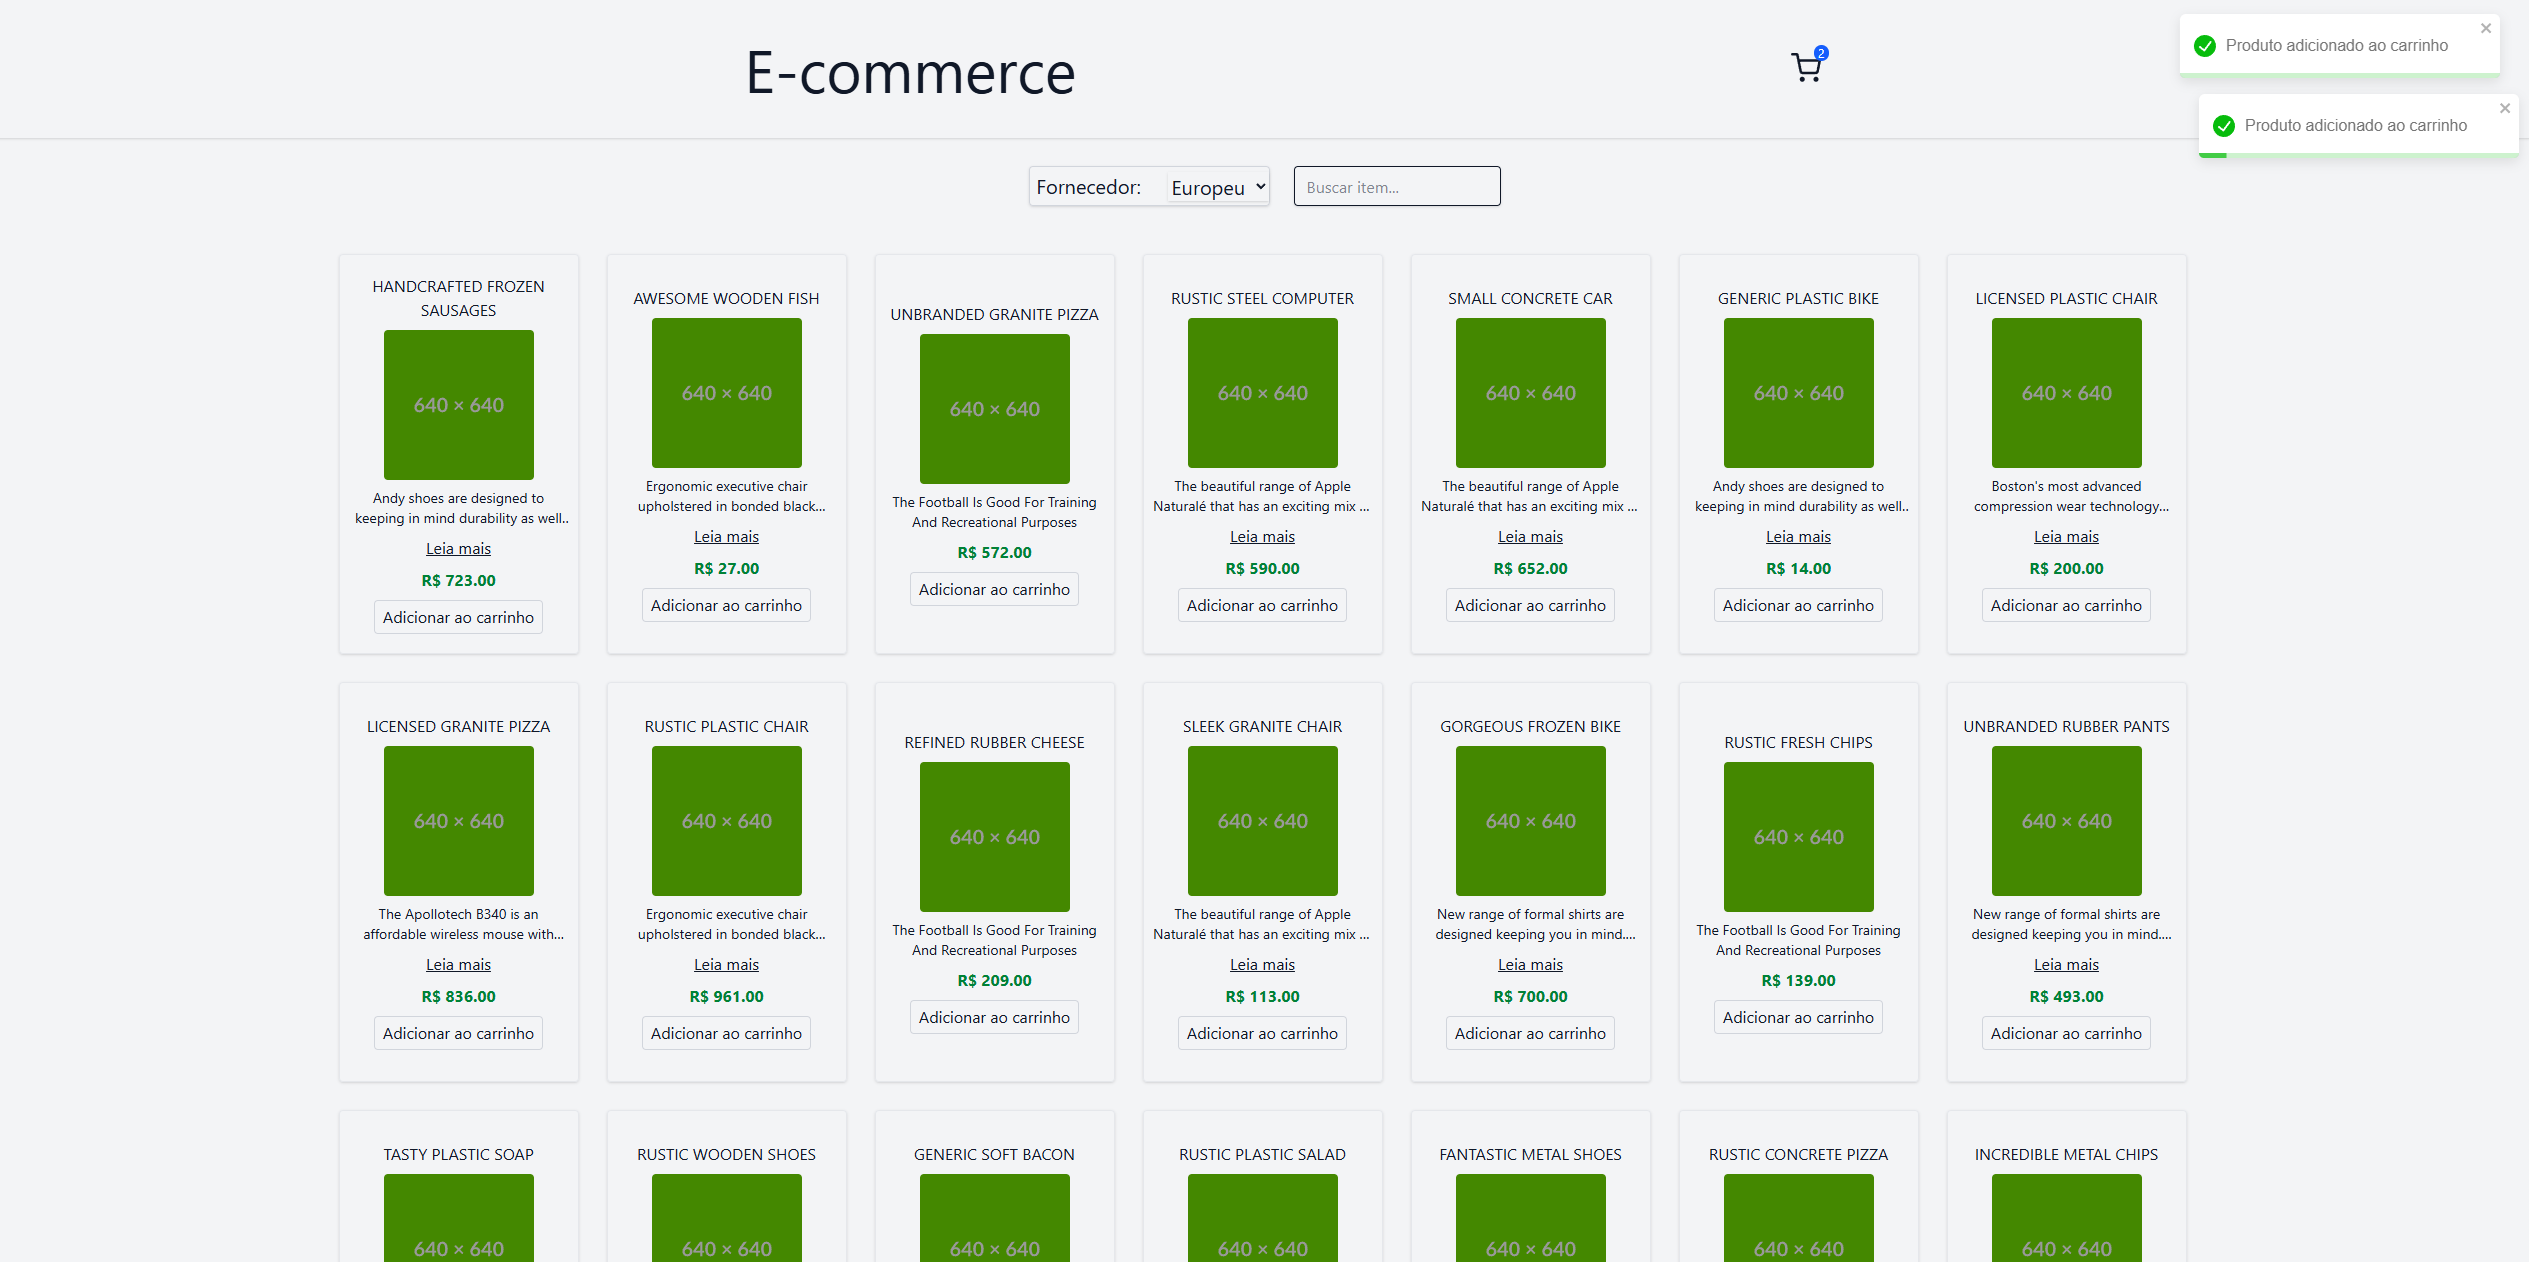 E-commerce
2
Produto adicionado ao carrinho
Produto adicionado ao carrinho
Fornecedor: Europeu
Buscar item...
HANDCRAFTED FROZEN
SAUSAGES
640 × 640
Andy shoes are designed to
keeping in mind durability as well..
Leia mais
R$ 723.00
Adicionar ao carrinho
AWESOME WOODEN FISH
640 × 640
Ergonomic executive chair
upholstered in bonded black...
Leia mais
R$ 27.00
Adicionar ao carrinho
UNBRANDED GRANITE PIZZA
640 × 640
The Football Is Good For Training
And Recreational Purposes
R$ 572.00
Adicionar ao carrinho
RUSTIC STEEL COMPUTER
640 × 640
The beautiful range of Apple
Naturalé that has an exciting mix ...
Leia mais
R$ 590.00
Adicionar ao carrinho
SMALL CONCRETE CAR
640 × 640
The beautiful range of Apple
Naturalé that has an exciting mix ...
Leia mais
R$ 652.00
Adicionar ao carrinho
GENERIC PLASTIC BIKE
640 × 640
Andy shoes are designed to
keeping in mind durability as well..
Leia mais
R$ 14.00
Adicionar ao carrinho
LICENSED PLASTIC CHAIR
640 × 640
Boston's most advanced
compression wear technology...
Leia mais
R$ 200.00
Adicionar ao carrinho
LICENSED GRANITE PIZZA
640 × 640
The Apollotech B340 is an
affordable wireless mouse with...
Leia mais
R$ 836.00
Adicionar ao carrinho
RUSTIC PLASTIC CHAIR
640 × 640
Ergonomic executive chair
upholstered in bonded black...
Leia mais
R$ 961.00
Adicionar ao carrinho
REFINED RUBBER CHEESE
640 × 640
The Football Is Good For Training
And Recreational Purposes
R$ 209.00
Adicionar ao carrinho
SLEEK GRANITE CHAIR
640 × 640
The beautiful range of Apple
Naturalé that has an exciting mix ...
Leia mais
R$ 113.00
Adicionar ao carrinho
GORGEOUS FROZEN BIKE
640 × 640
New range of formal shirts are
designed keeping you in mind....
Leia mais
R$ 700.00
Adicionar ao carrinho
RUSTIC FRESH CHIPS
640 × 640
The Football Is Good For Training
And Recreational Purposes
R$ 139.00
Adicionar ao carrinho
UNBRANDED RUBBER PANTS
640 × 640
New range of formal shirts are
designed keeping you in mind....
Leia mais
R$ 493.00
Adicionar ao carrinho
TASTY PLASTIC SOAP
640 × 640
RUSTIC WOODEN SHOES
640 × 640
GENERIC SOFT BACON
640 × 640
RUSTIC PLASTIC SALAD
640 × 640
FANTASTIC METAL SHOES
640 × 640
RUSTIC CONCRETE PIZZA
640 × 640
INCREDIBLE METAL CHIPS
640 × 640